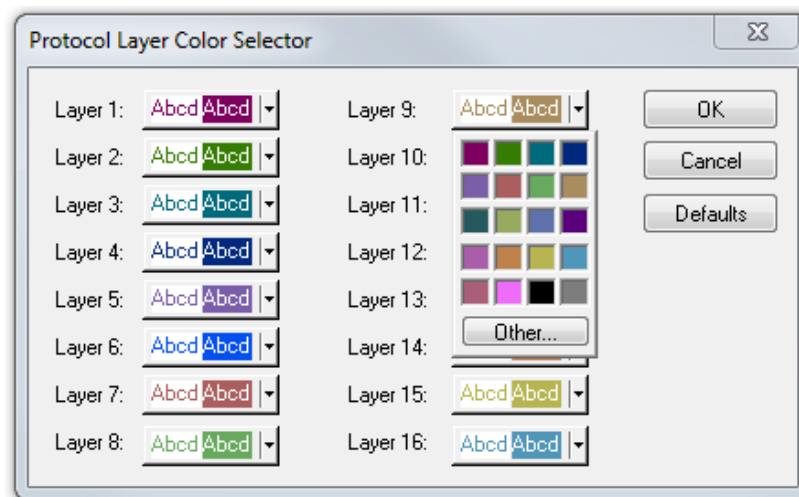 Protocol Layer Color Selector
Layer 1: Abcd Abcd
Layer 2: Abcd Abcd
Layer 3: Abcd Abcd
Layer 4: Abcd Abcd
Layer 5: Abcd Abcd
Layer 6: Abcd Abcd
Layer 7: Abcd Abcd
Layer 8: Abcd Abcd
Layer 9: Abcd Abcd
Layer 10:
Layer 11:
Layer 12:
Layer 13:
Layer 14:
Layer 15: Abcd Abcd
Layer 16: Abcd Abcd
Other...
OK
Cancel
Defaults